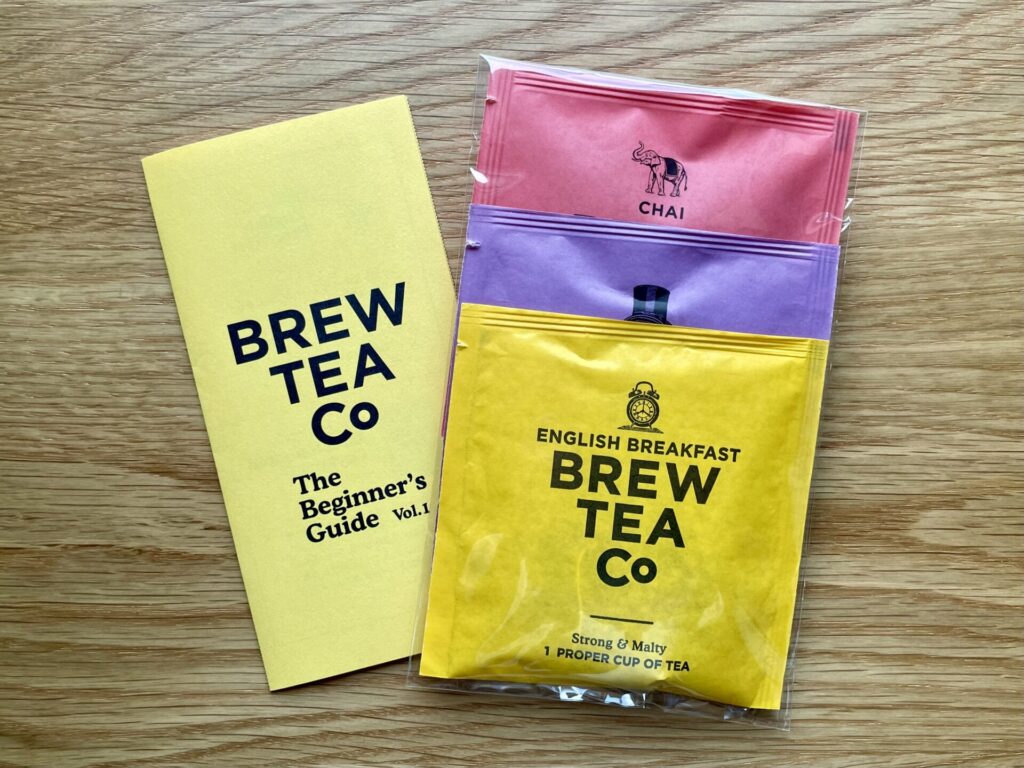 BREW
TEA
Co
The
Beginner's
Guide Vol.1
CHAI
ENGLISH BREAKFAST
BREW
TEA
Co
Strong & Malty
1 PROPER CUP OF TEA